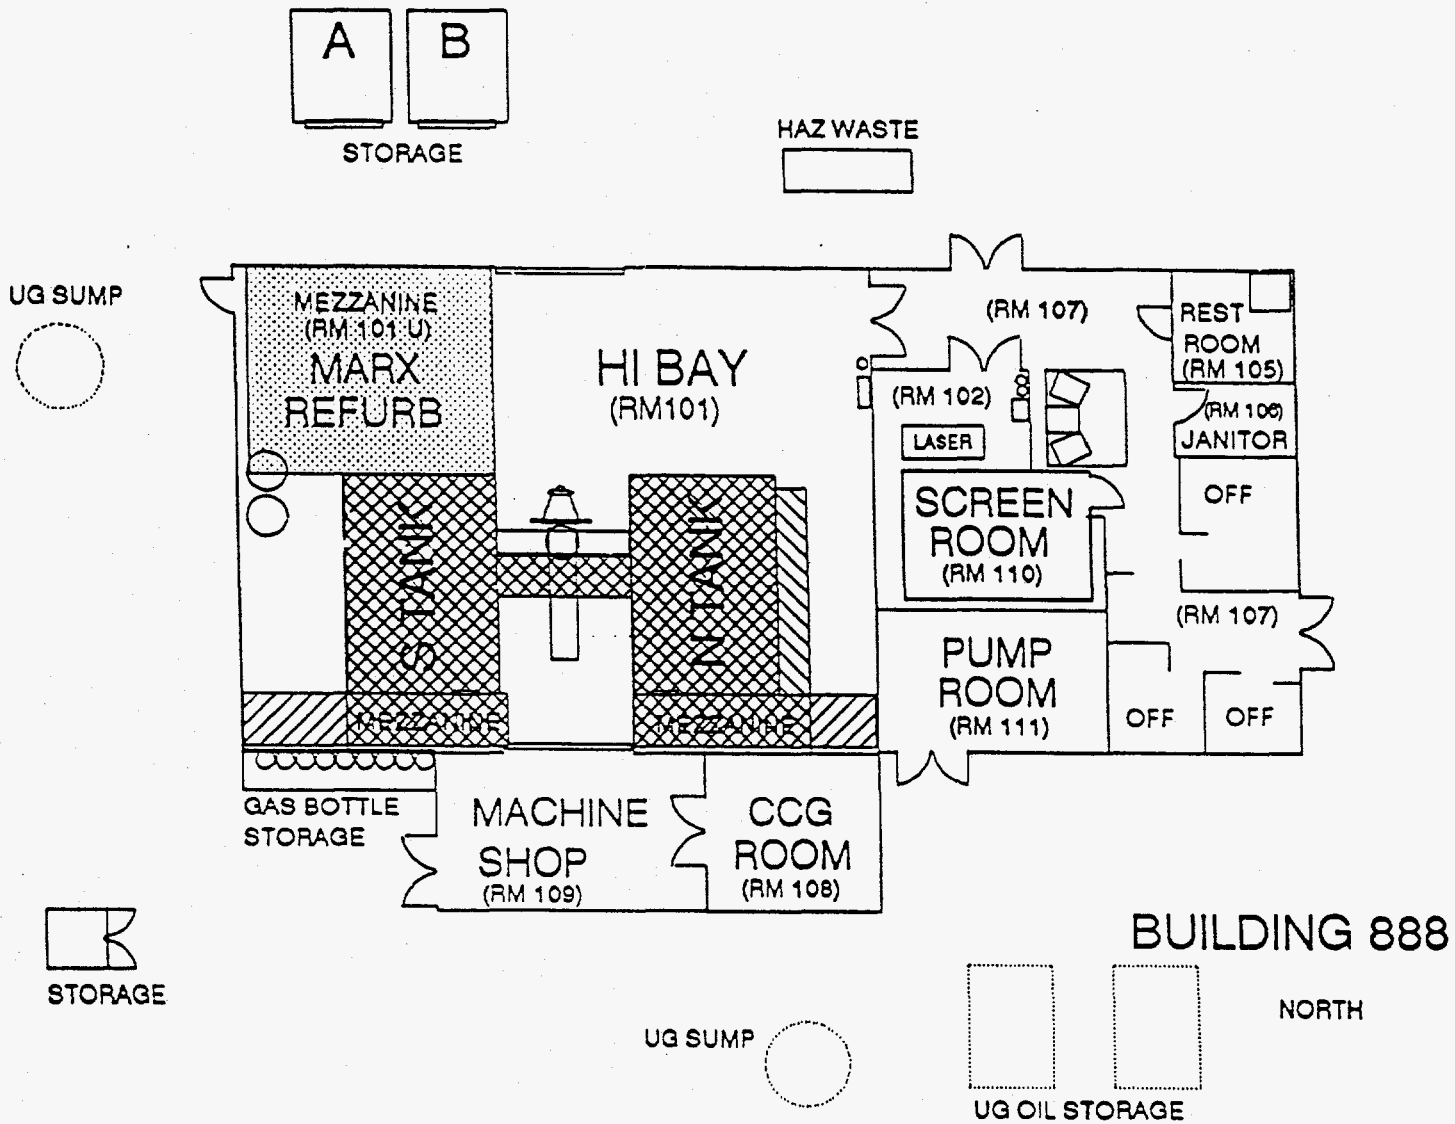 A
B
STORAGE
HAZ WASTE
UG SUMP
MEZZANINE
(RM 101 U)
MARX
REFURB
HI BAY
(RM101)
(RM 107)
REST
ROOM
(RM 105)
(RM 102)
LASER
(RM 106)
JANITOR
SCREEN
ROOM
(RM 110)
OFF
S TANK
N TANK
(RM 107)
PUMP
ROOM
(RM 111)
OFF
OFF
MEZZANINE
MEZZANINE
GAS BOTTLE
STORAGE
MACHINE
SHOP
(RM 109)
CCG
ROOM
(RM 108)
BUILDING 888
STORAGE
NORTH
UG SUMP
UG OIL STORAGE